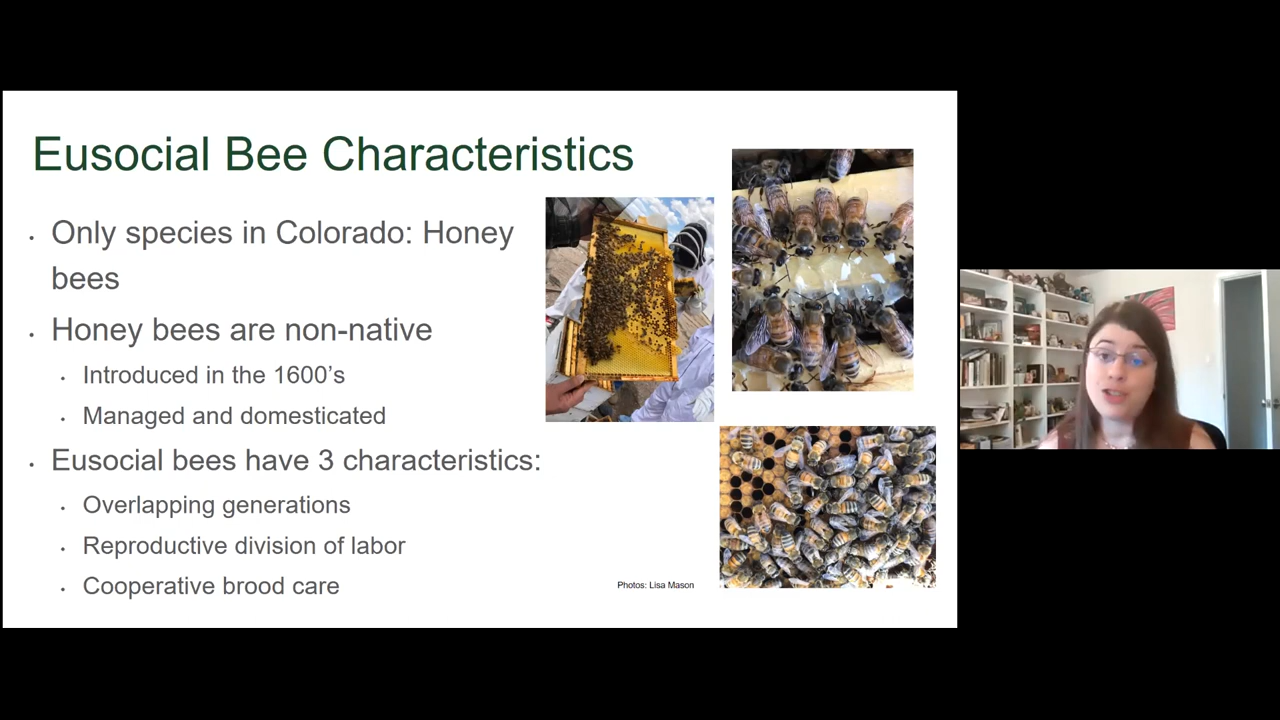 Eusocial Bee Characteristics
• Only species in Colorado: Honey
bees
• Honey bees are non-native
• Introduced in the 1600’s
• Managed and domesticated
• Eusocial bees have 3 characteristics:
• Overlapping generations
• Reproductive division of labor
• Cooperative brood care
Photos: Lisa Mason